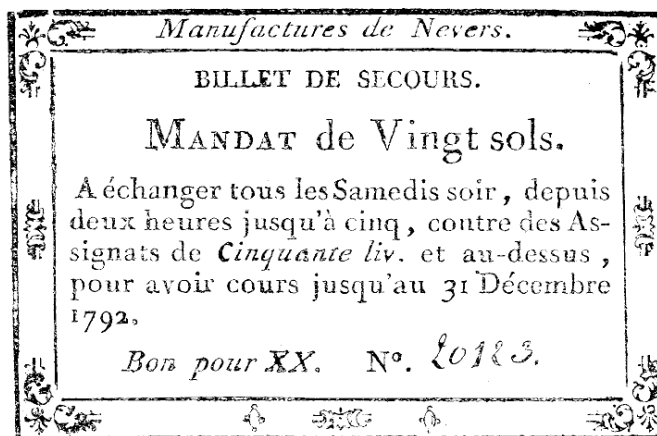 Manufactures de Nevers.
BILLET DE SECOURS.
MANDAT de Vingt sols.
A échanger tous les Samedis soir, depuis
deux heures jusqu'à cinq, contre des As-
signats de Cinquante liv. et au-dessus,
pour avoir cours jusqu'au 31 Décembre
1792.
Bon pour XX. Nº. 20123.